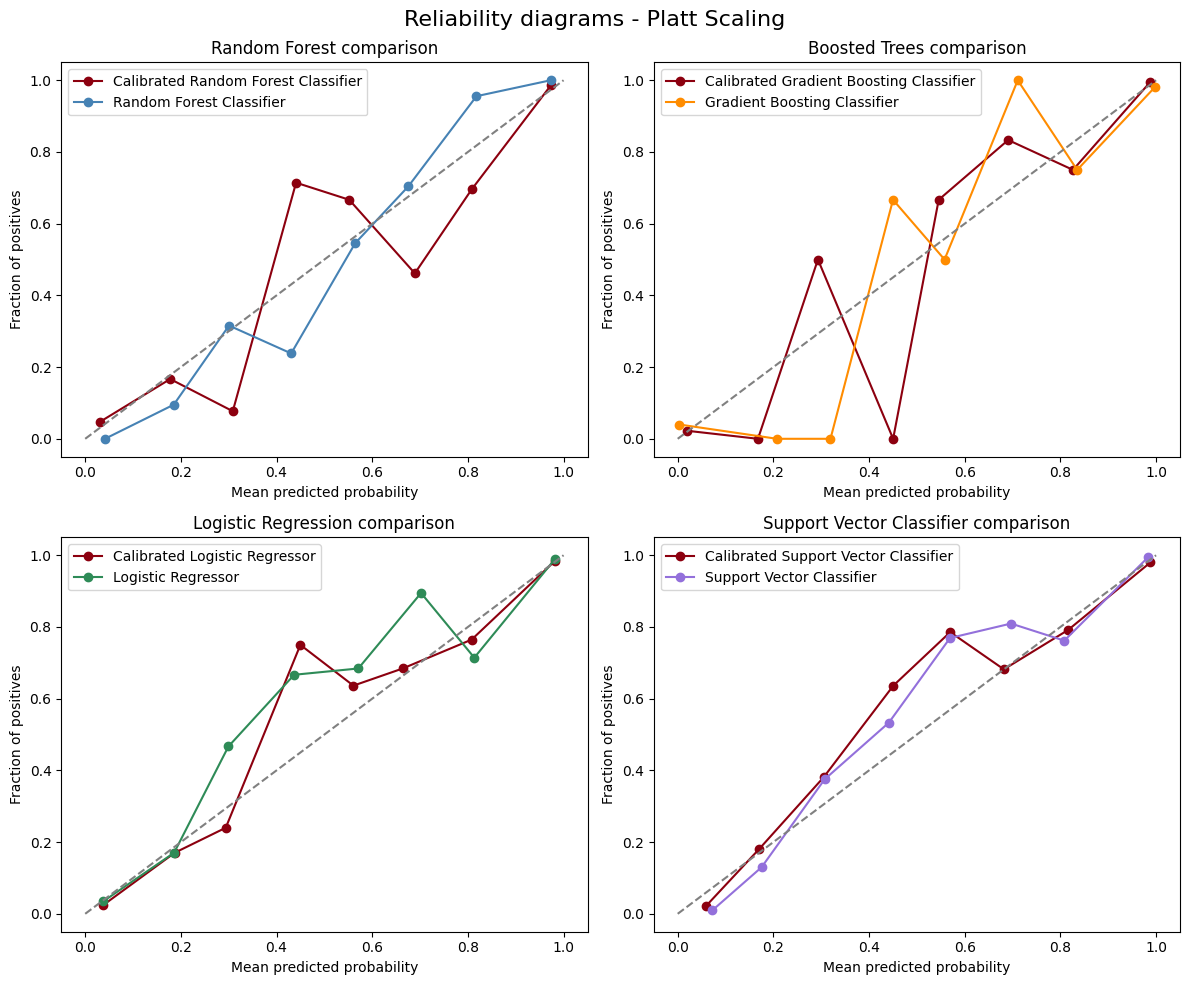 Reliability diagrams - Platt Scaling
Random Forest comparison
Calibrated Random Forest Classifier
Random Forest Classifier
Fraction of positives
1.0
0.8
0.6
0.4
0.2
0.0
0.0 0.2 0.4 0.6 0.8 1.0
Mean predicted probability
Boosted Trees comparison
Calibrated Gradient Boosting Classifier
Gradient Boosting Classifier
Fraction of positives
1.0
0.8
0.6
0.4
0.2
0.0
0.0 0.2 0.4 0.6 0.8 1.0
Mean predicted probability
Logistic Regression comparison
Calibrated Logistic Regressor
Logistic Regressor
Fraction of positives
1.0
0.8
0.6
0.4
0.2
0.0
0.0 0.2 0.4 0.6 0.8 1.0
Mean predicted probability
Support Vector Classifier comparison
Calibrated Support Vector Classifier
Support Vector Classifier
Fraction of positives
1.0
0.8
0.6
0.4
0.2
0.0
0.0 0.2 0.4 0.6 0.8 1.0
Mean predicted probability